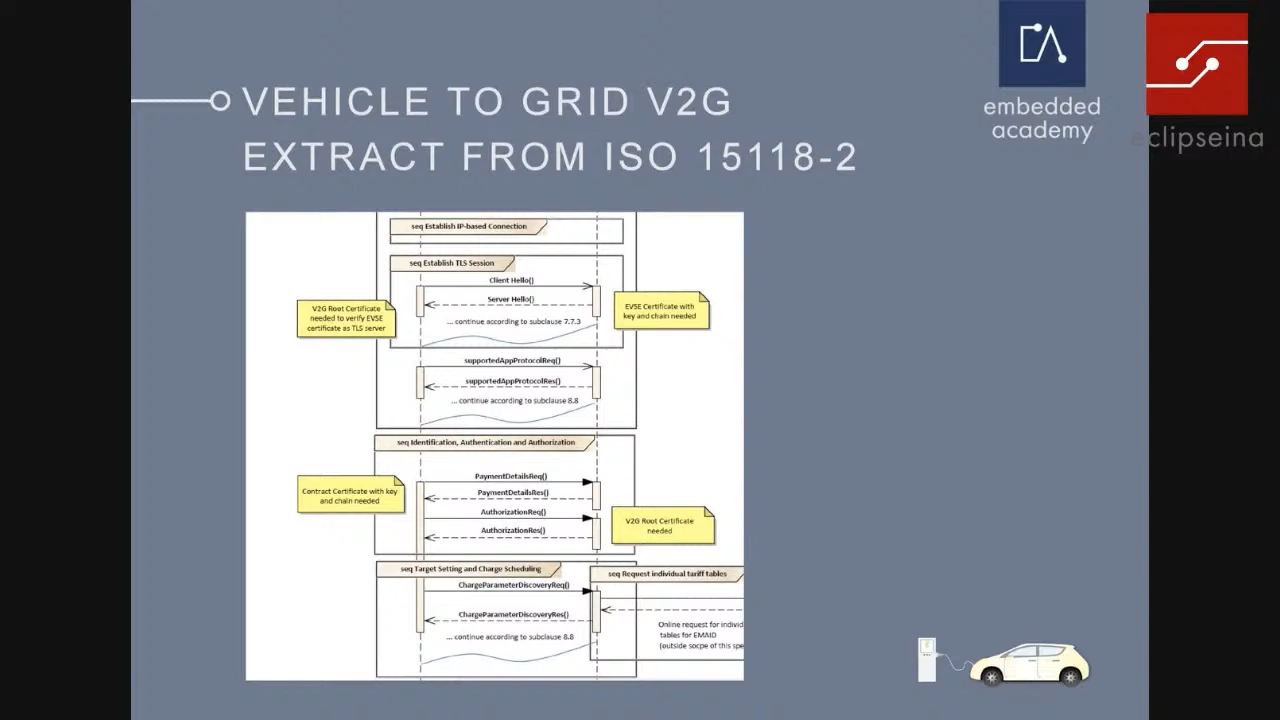 VEHICLE TO GRID V2G
EXTRACT FROM ISO 15118-2
embedded
academy
eclipseina
seq Establish IP-based Connection
seq Establish TLS Session
Client Hello()
Server Hello()
... continue according to subclause 7.7.3
V2G Root Certificate
needed to verify EVSE
certificate as TLS server
EVSE Certificate with
key and chain needed
supportedAppProtocolReq()
supportedAppProtocolRes()
... continue according to subclause 8.8
seq Identification, Authentication and Authorization
PaymentDetailsReq()
PaymentDetailsRes()
AuthorizationReq()
AuthorizationRes()
Contract Certificate with key
and chain needed
V2G Root Certificate
needed
seq Target Setting and Charge Scheduling
seq Request individual tariff tables
ChargeParameterDiscoveryReq()
ChargeParameterDiscoveryRes()
... continue according to subclause 8.8
Online request for individ
tables for EMAID
(outside socpe of this spe